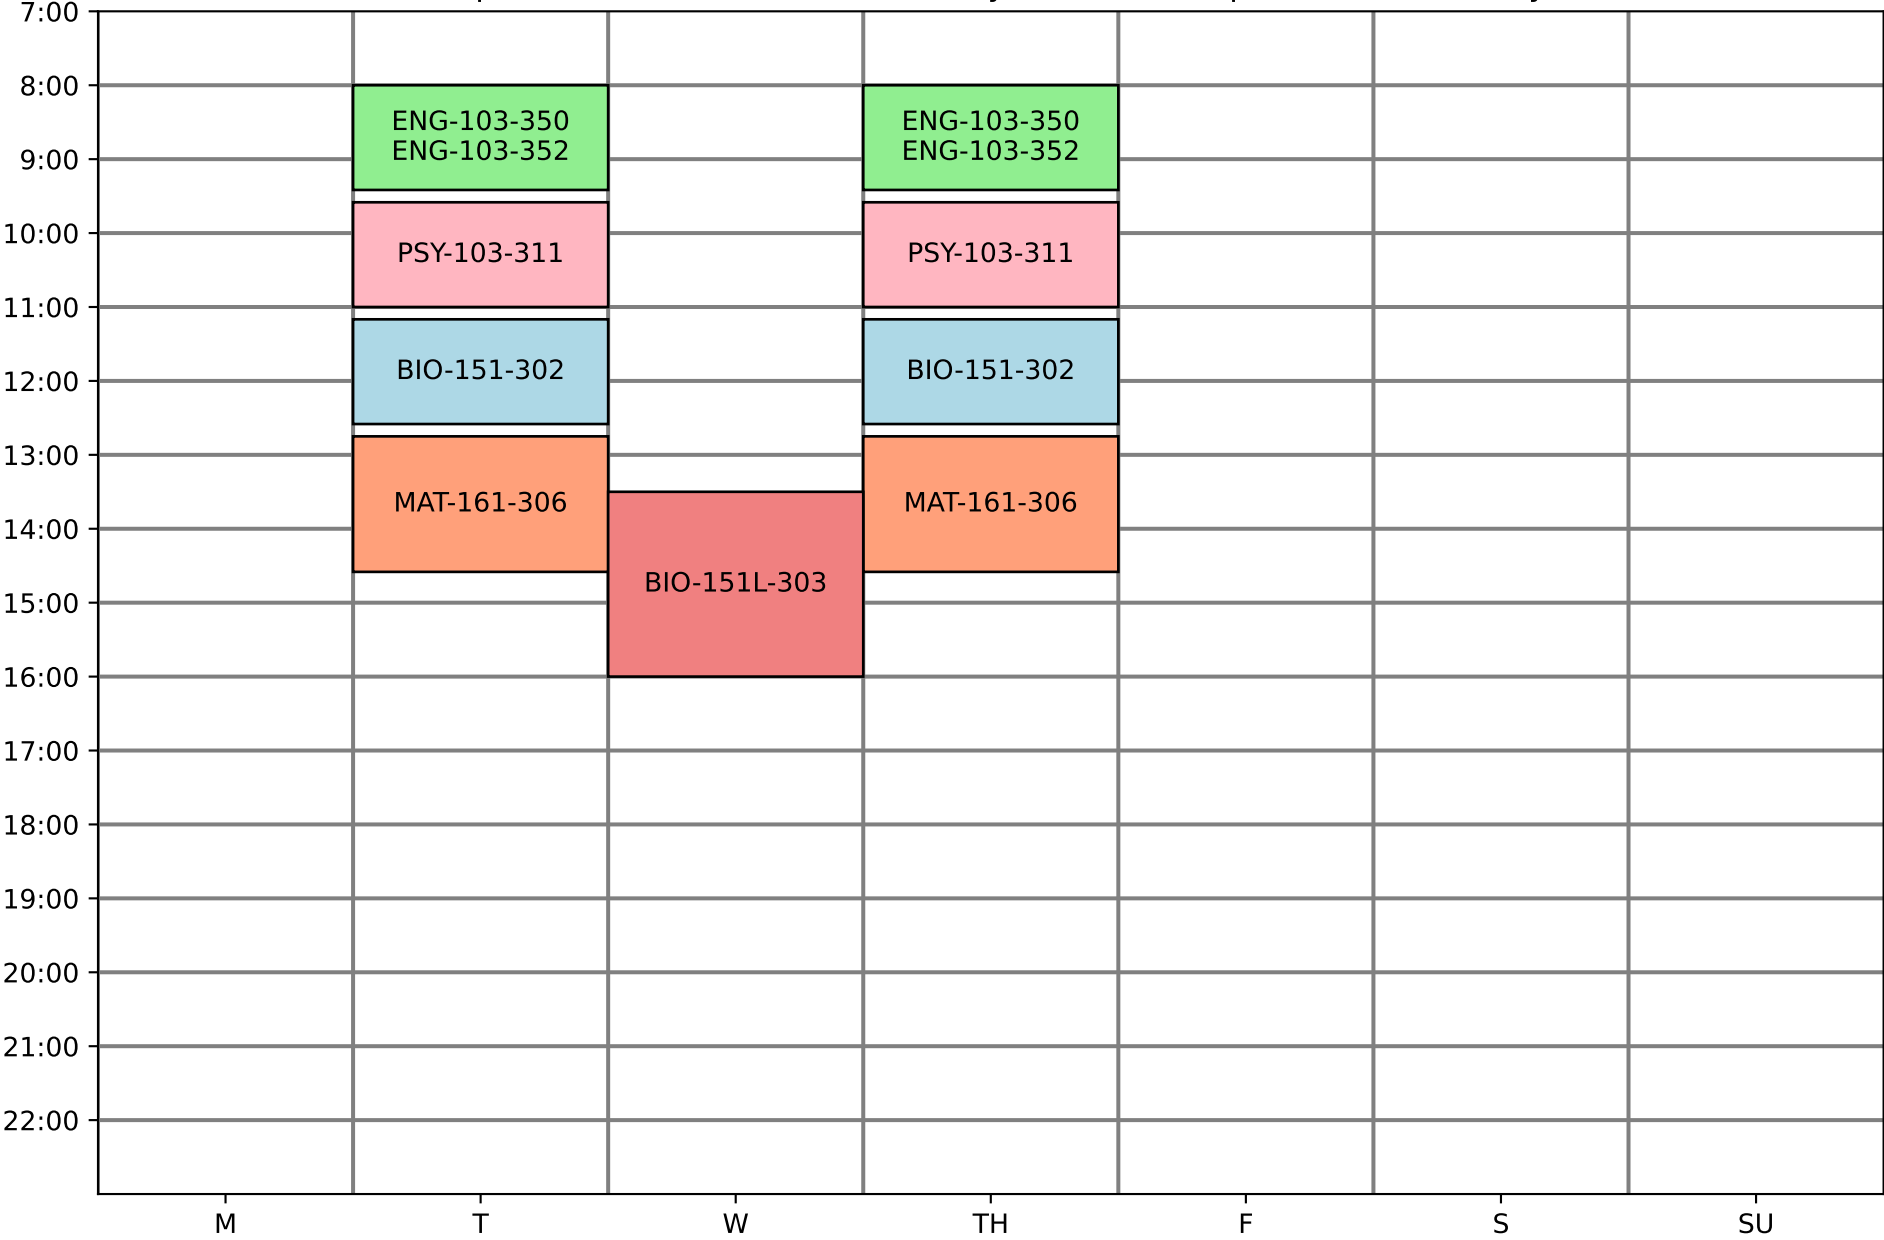 7:00
8:00
ENG-103-350
ENG-103-352
ENG-103-350
ENG-103-352
9:00
10:00
PSY-103-311
PSY-103-311
11:00
12:00
BIO-151-302
BIO-151-302
13:00
MAT-161-306
MAT-161-306
14:00
BIO-151L-303
15:00
16:00
17:00
18:00
19:00
20:00
21:00
22:00
M
T
W
TH
F
S
SU